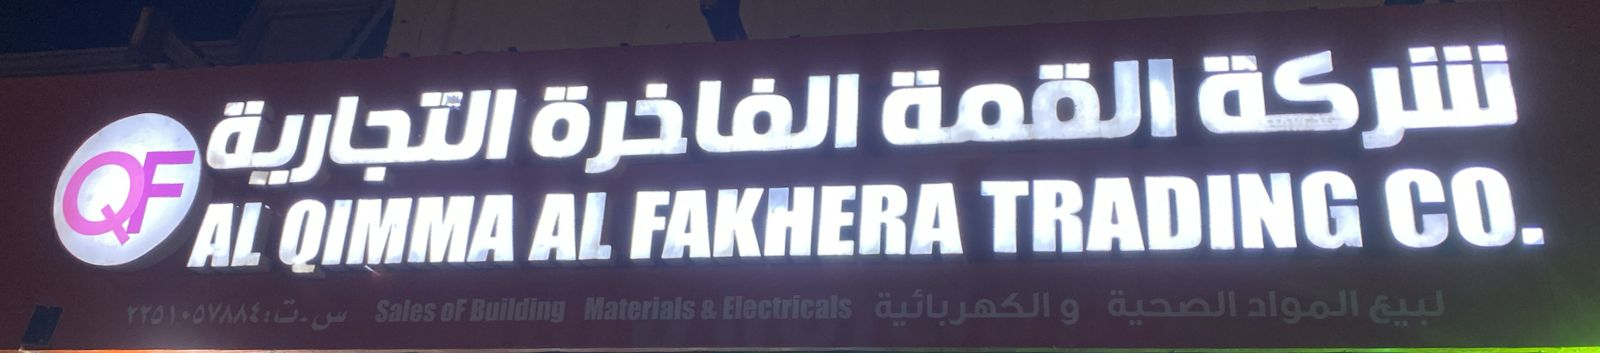 شركة القمة الفاخرة التجارية
QF
AL QIMMA AL FAKHERA TRADING CO.
لبيع المواد الصحية و الكهربائية Sales oF Building Materials & Electricals س.ت:٢٢٥١٠٥٧٨٨٤